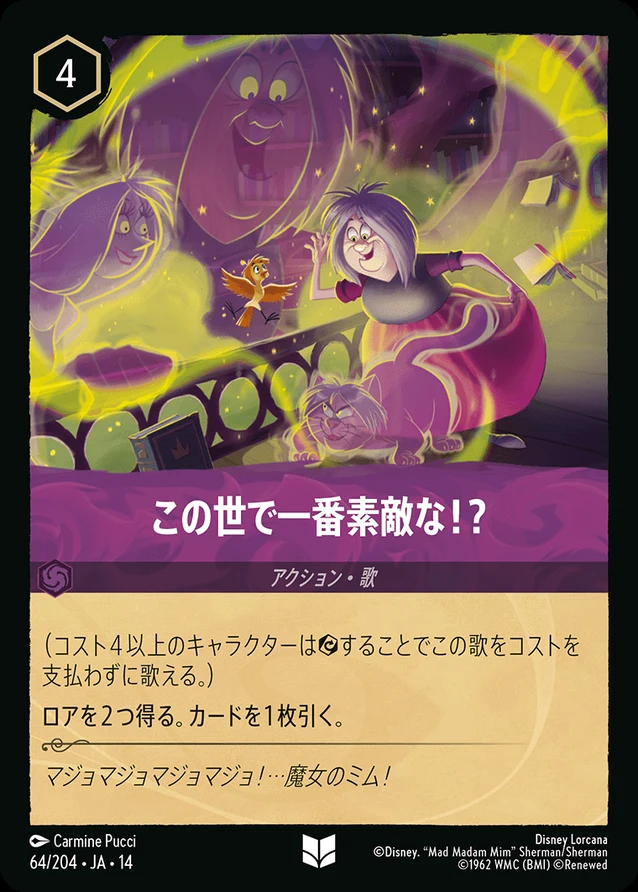 4
この世で一番素敵な!?
アクション・歌
(コスト4以上のキャラクターはすることでこの歌をコストを
支払わずに歌える。)
ロアを2つ得る。カードを1枚引く。
マジョマジョマジョマジョ!…魔女のミム!
Carmine Pucci
64/204・JA・14
Disney Lorcana
©Disney. “Mad Madam Mim” Sherman/Sherman
©1962 WMC (BMI) ©Renewed